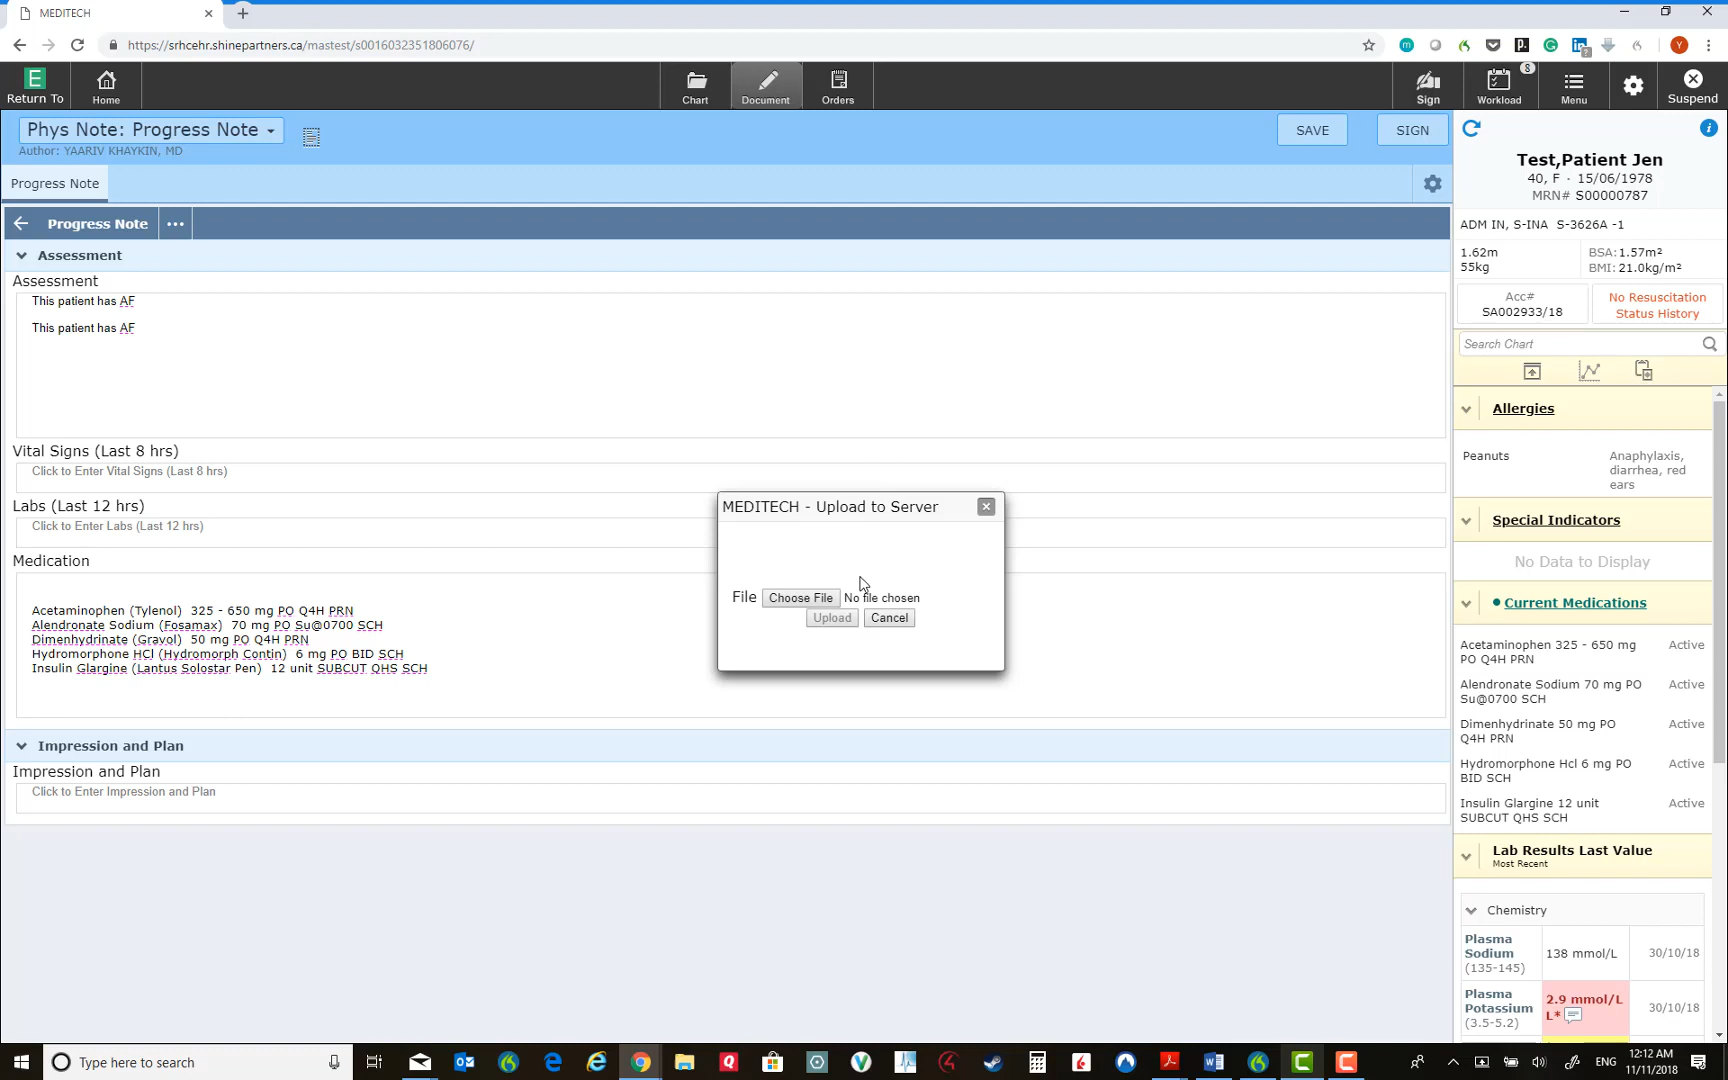 MEDITECH
https://srhcehr.shinepartners.ca/mastest/s0016032351806076/
Return To
Home
Chart
Document
Orders
Sign
8
Workload
Menu
Suspend
Phys Note: Progress Note
Author: YAARIV KHAYKIN, MD
SAVE
SIGN
Progress Note
Progress Note
Assessment
Assessment
This patient has AF
This patient has AF
Vital Signs (Last 8 hrs)
Click to Enter Vital Signs (Last 8 hrs)
Labs (Last 12 hrs)
Click to Enter Labs (Last 12 hrs)
Medication
Acetaminophen (Tylenol)  325 - 650 mg PO Q4H PRN
Alendronate Sodium (Fosamax)  70 mg PO Su@0700 SCH
Dimenhydrinate (Gravol)  50 mg PO Q4H PRN
Hydromorphone HCl (Hydromorph Contin)  6 mg PO BID SCH
Insulin Glargine (Lantus Solostar Pen)  12 unit SUBCUT QHS SCH
Impression and Plan
Impression and Plan
Click to Enter Impression and Plan
MEDITECH - Upload to Server
File Choose File No file chosen
Upload Cancel
Test,Patient Jen
40, F · 15/06/1978
MRN# S00000787
ADM IN, S-INA  S-3626A -1
1.62m BSA: 1.57m²
55kg BMI: 21.0kg/m²
Acc# No Resuscitation
SA002933/18 Status History
Search Chart
Allergies
Peanuts Anaphylaxis,
diarrhea, red
ears
Special Indicators
No Data to Display
Current Medications
Acetaminophen 325 - 650 mg Active
PO Q4H PRN
Alendronate Sodium 70 mg PO Active
Su@0700 SCH
Dimenhydrinate 50 mg PO Active
Q4H PRN
Hydromorphone Hcl 6 mg PO Active
BID SCH
Insulin Glargine 12 unit Active
SUBCUT QHS SCH
Lab Results Last Value
Most Recent
Chemistry
Plasma
Sodium 138 mmol/L 30/10/18
(135-145)
Plasma 2.9 mmol/L
Potassium L* 30/10/18
(3.5-5.2)
Type here to search
ENG
12:12 AM
11/11/2018